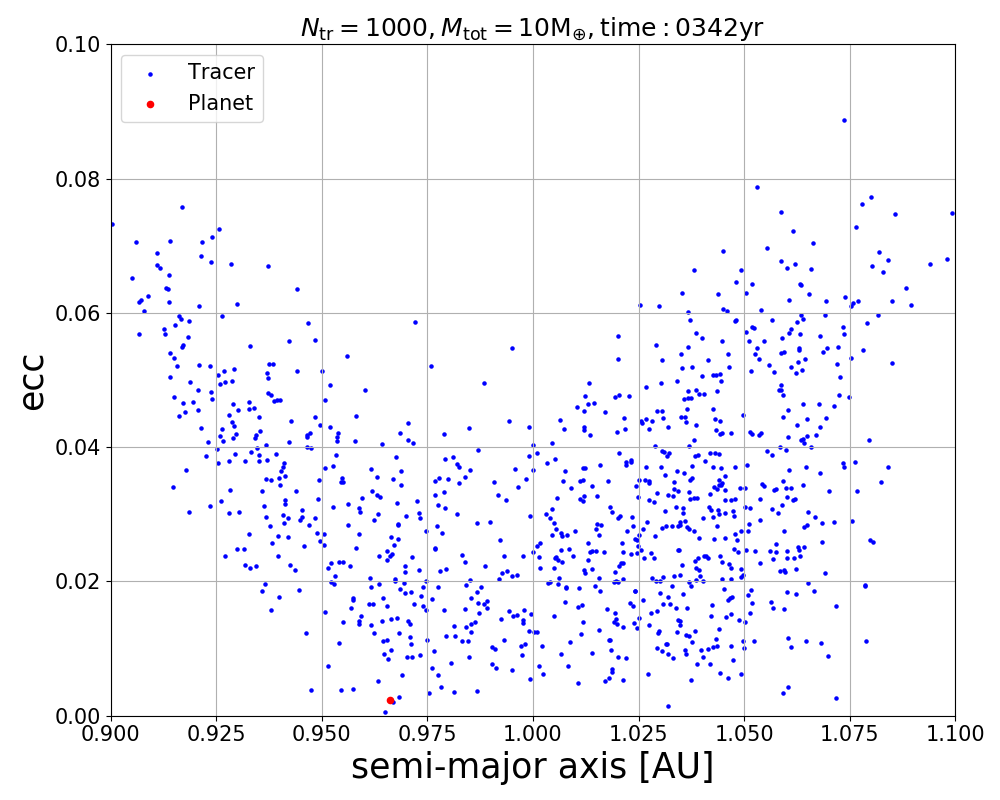 N_tr = 1000, M_tot = 10M_⊕, time : 0342yr
Tracer
Planet
0.10
0.08
0.06
0.04
0.02
0.00
ecc
0.900 0.925 0.950 0.975 1.000 1.025 1.050 1.075 1.100
semi-major axis [AU]